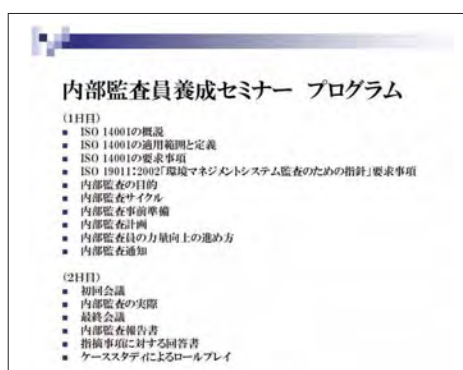 内部監査員養成セミナー プログラム
(1日目)
■ ISO 14001の概説
■ ISO 14001の適用範囲と定義
■ ISO 14001の要求事項
■ ISO 19011:2002「環境マネジメントシステム監査のための指針」要求事項
■ 内部監査の目的
■ 内部監査サイクル
■ 内部監査事前準備
■ 内部監査計画
■ 内部監査員の力量向上の進め方
■ 内部監査通知
(2日目)
■ 初回会議
■ 内部監査の実際
■ 最終会議
■ 内部監査報告書
■ 指摘事項に対する回答書
■ ケーススタディによるロールプレイ